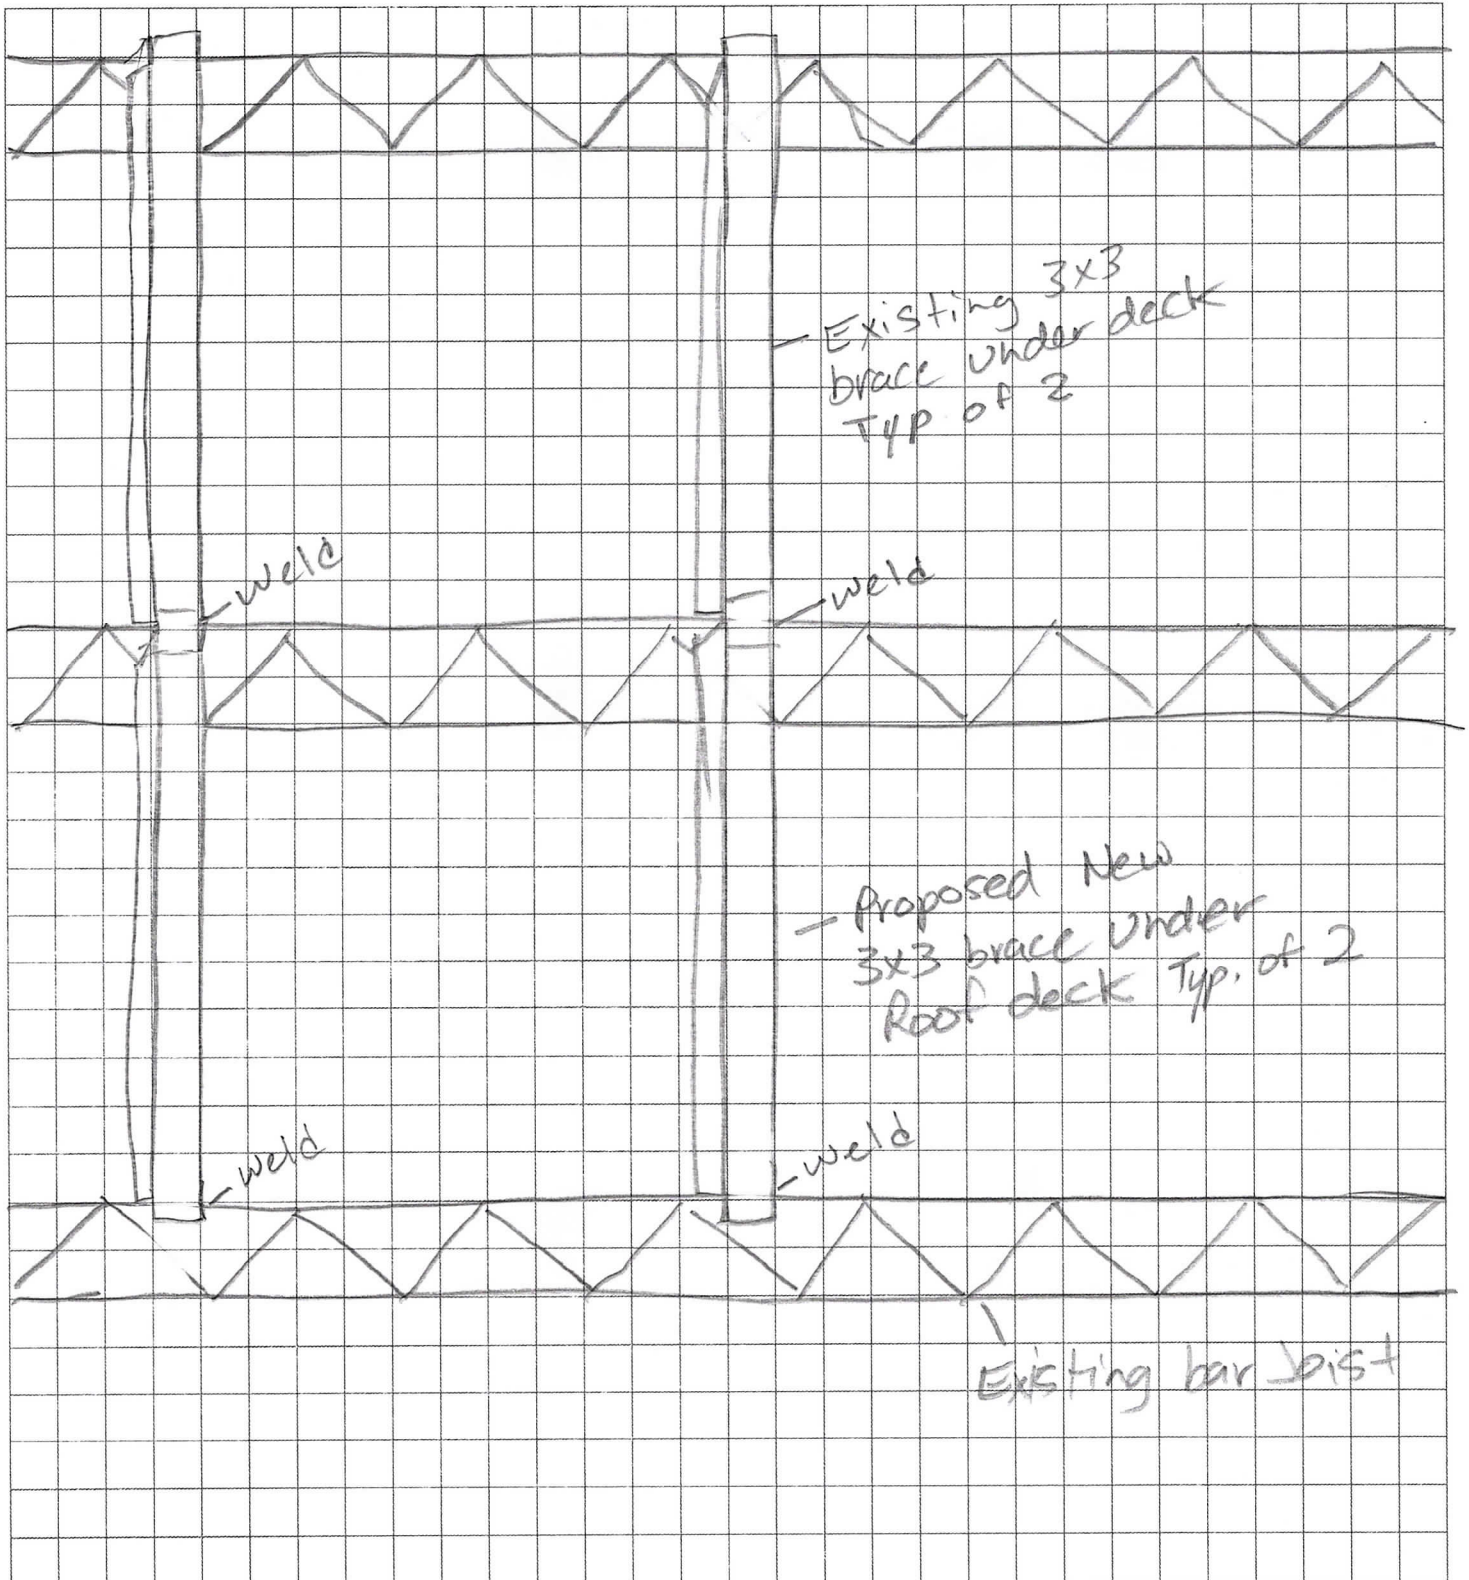 Existing 3x3
brace under deck
Typ of 2
weld
weld
Proposed New
3x3 brace under
Roof deck Typ. of 2
weld
weld
Existing bar Joist